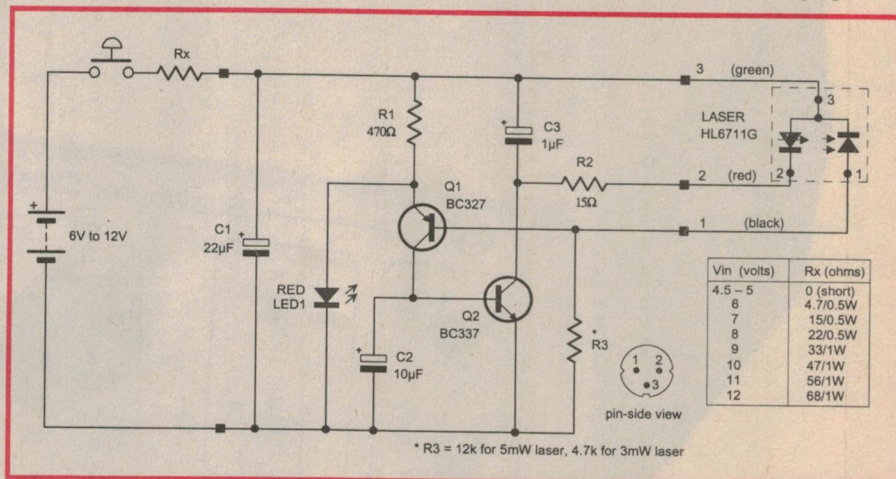 Rx
3 (green)
R1
470Ω
C3
1µF
3
LASER
HL6711G
R2
15Ω
2 (red)
2
1
Q1
BC327
1 (black)
+
6V to 12V
C1
22µF
+
+
RED
LED1
Q2
BC337
+
C2
10µF
*
R3
1 2
3
pin-side view
Vin (volts) Rx (ohms)
4.5 – 5 0 (short)
6 4.7/0.5W
7 15/0.5W
8 22/0.5W
9 33/1W
10 47/1W
11 56/1W
12 68/1W
* R3 = 12k for 5mW laser, 4.7k for 3mW laser